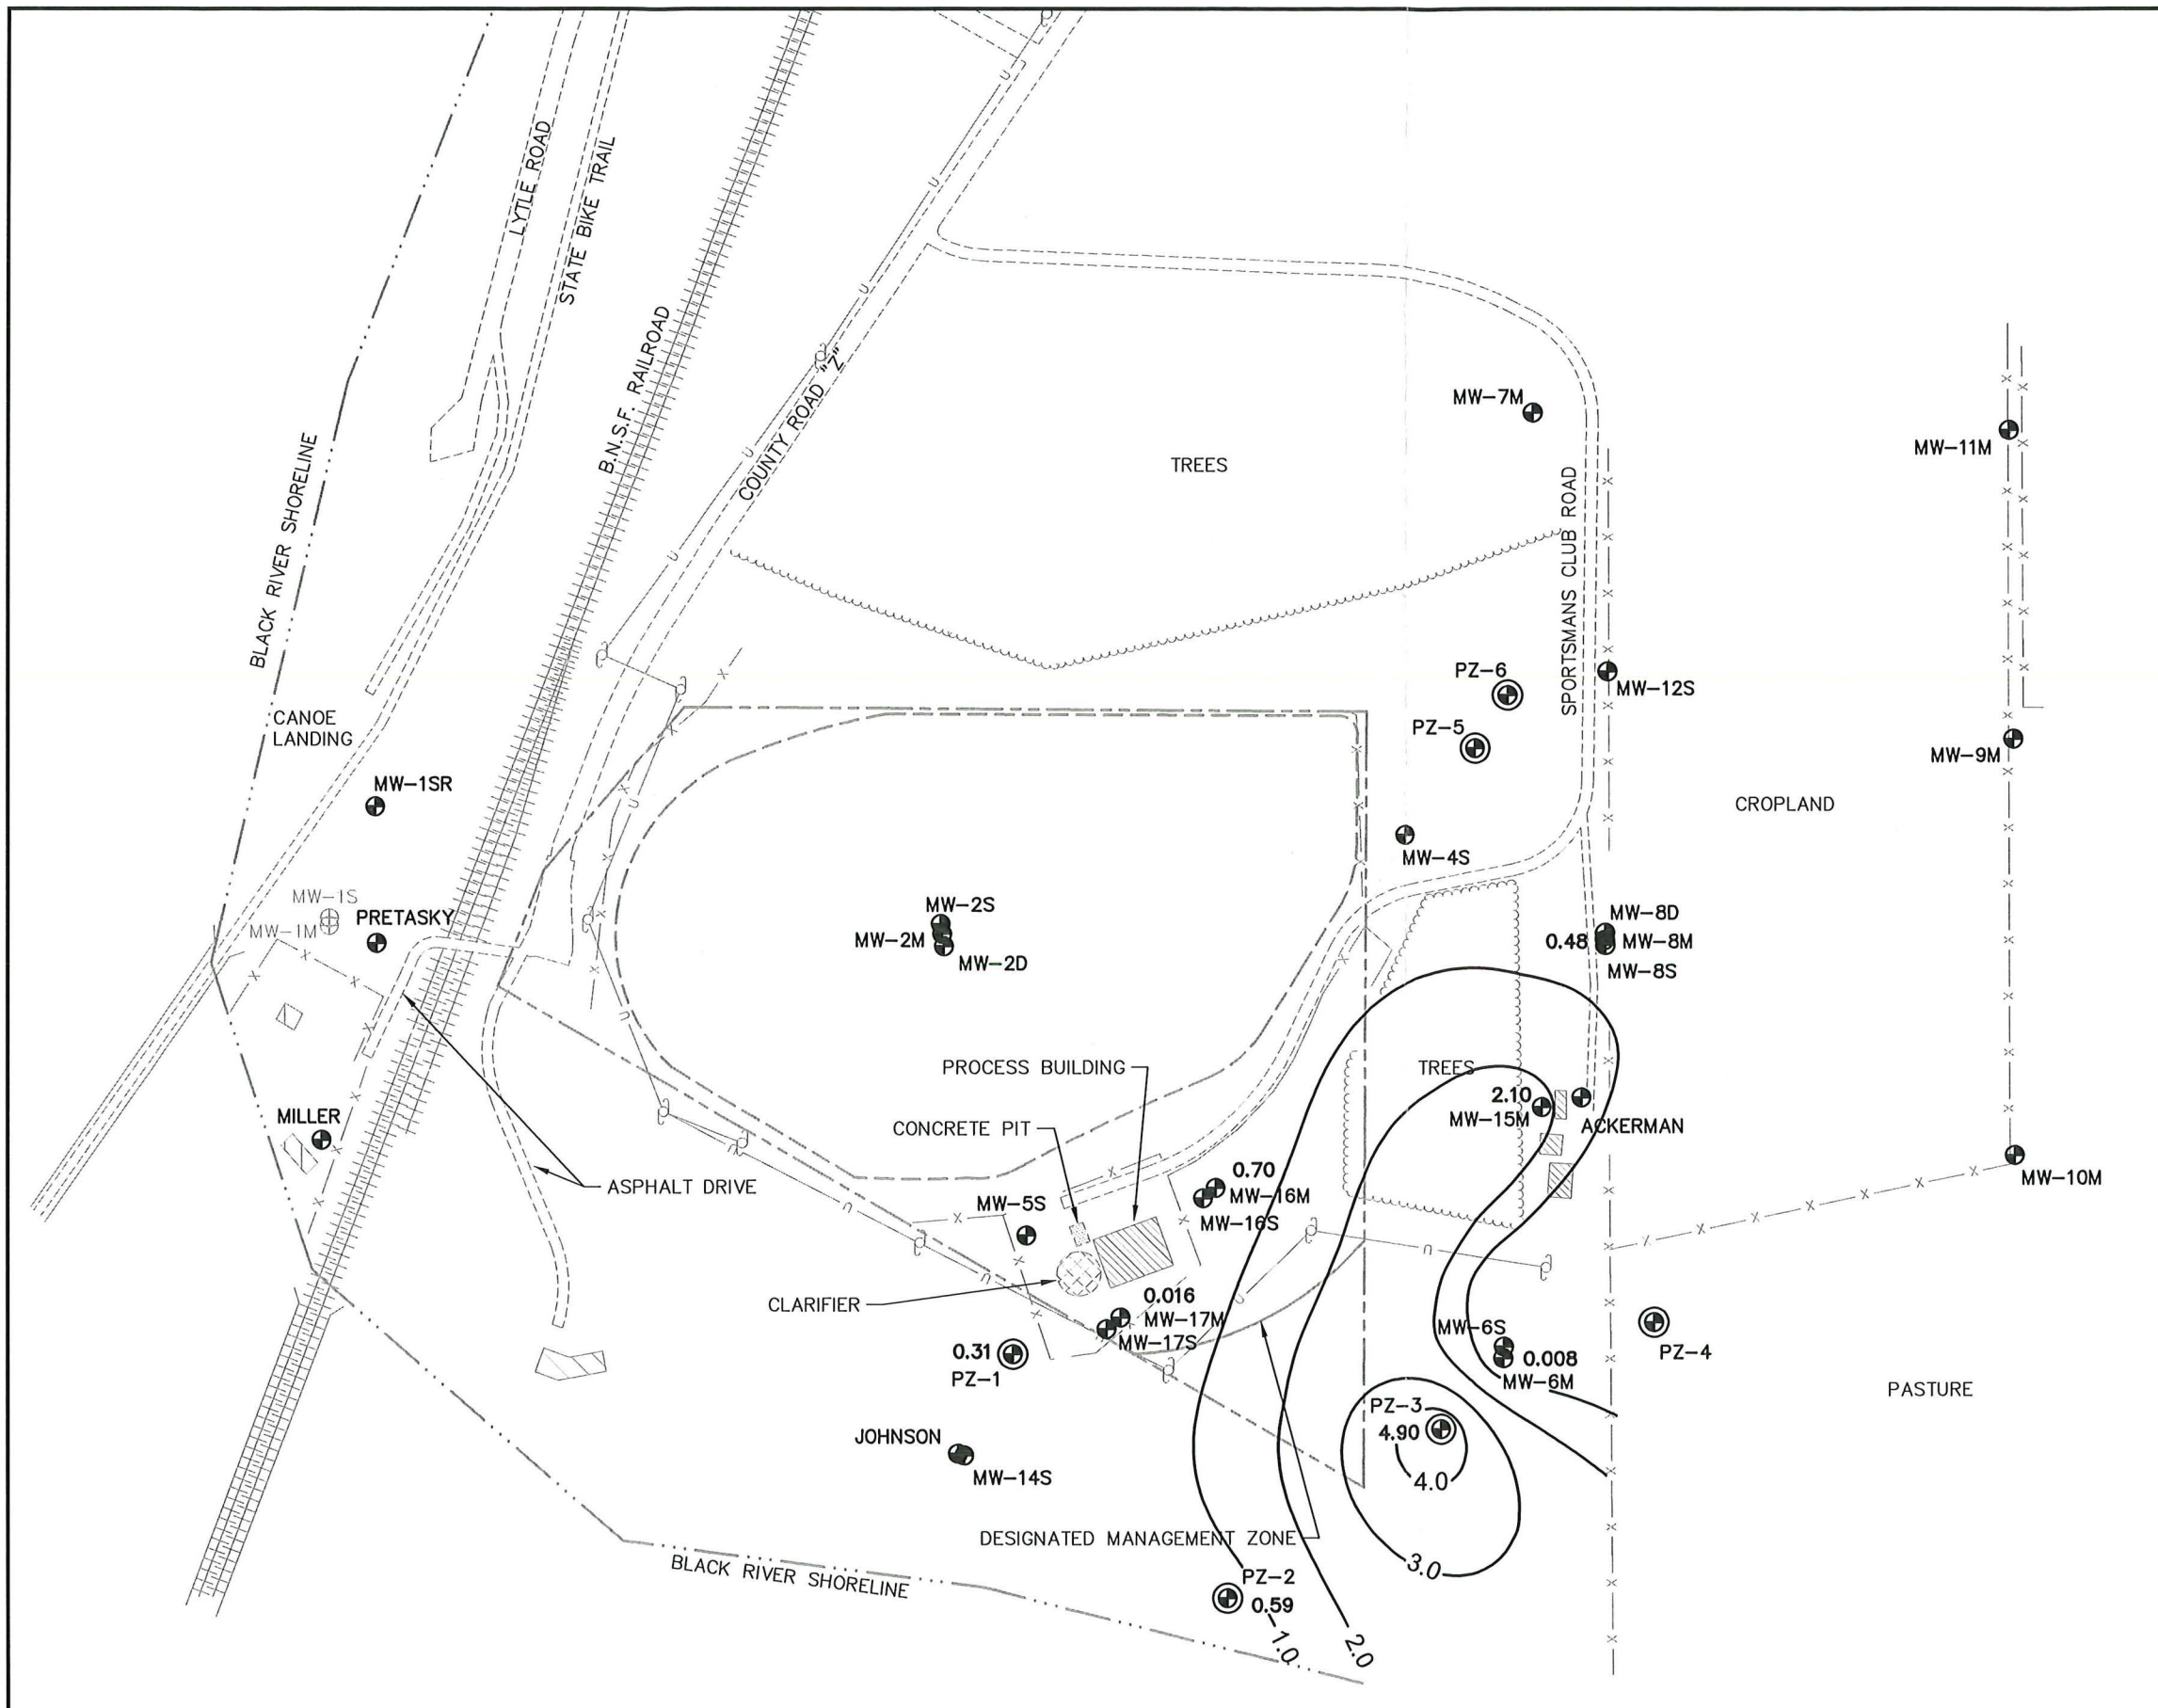 LYTLE ROAD
STATE BIKE TRAIL
B.N.S.F. RAILROAD
COUNTY ROAD "Z"
BLACK RIVER SHORELINE
TREES
MW-7M
MW-11M
SPORTSMANS CLUB ROAD
PZ-6
MW-12S
PZ-5
MW-9M
CANOE
LANDING
MW-1SR
CROPLAND
MW-4S
MW-1S
MW-1M
PRETASKY
MW-2S
MW-2M
MW-2D
MW-8D
0.48
MW-8M
MW-8S
PROCESS BUILDING
TREES
2.10
MW-15M
ACKERMAN
MILLER
CONCRETE PIT
ASPHALT DRIVE
0.70
MW-16M
MW-16S
MW-5S
MW-10M
CLARIFIER
0.016
MW-17M
MW-17S
MW-6S
0.008
MW-6M
PZ-4
0.31
PZ-1
PASTURE
PZ-3
4.90
4.0
JOHNSON
MW-14S
DESIGNATED MANAGEMENT ZONE
3.0
BLACK RIVER SHORELINE
PZ-2
0.59
1.0
2.0